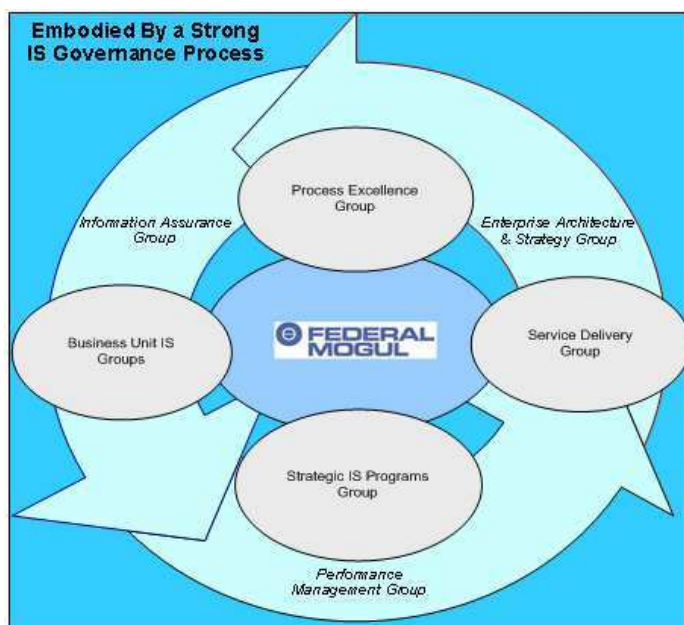 Embodied By a Strong
IS Governance Process
Process Excellence
Group
Information Assurance
Group
Enterprise Architecture
& Strategy Group
Business Unit IS
Groups
FEDERAL
MOGUL
Service Delivery
Group
Strategic IS Programs
Group
Performance
Management Group